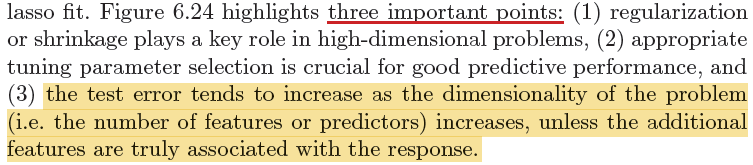 lasso fit. Figure 6.24 highlights three important points: (1) regularization
or shrinkage plays a key role in high-dimensional problems, (2) appropriate
tuning parameter selection is crucial for good predictive performance, and
(3) the test error tends to increase as the dimensionality of the problem
(i.e. the number of features or predictors) increases, unless the additional
features are truly associated with the response.